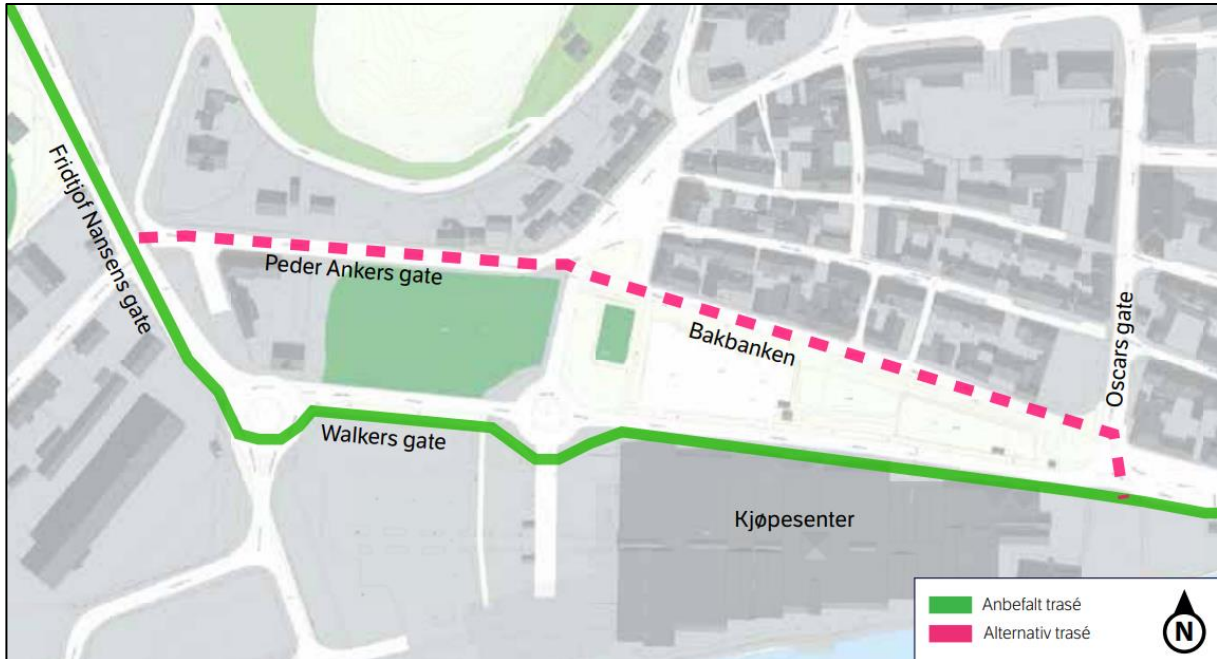 Fridtjof Nansens gate
Peder Ankers gate
Bakbanken
Oscars gate
Walkers gate
Kjøpesenter
Anbefalt trasé
Alternativ trasé
N